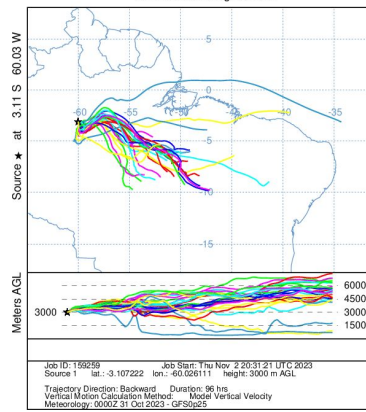 5
0
-60 -55 -50 -45 -40 -35
-5
-10
-15
Source ★ at 3.11 S 60.03 W
Meters AGL
6000
4500
3000 3000
1500
Job ID: 159259 Job Start: Thu Nov 2 20:31:21 UTC 2023
Source 1 lat.: -3.107222 lon.: -60.026111 height: 3000 m AGL
Trajectory Direction: Backward Duration: 96 hrs
Vertical Motion Calculation Method: Model Vertical Velocity
Meteorology: 0000Z 31 Oct 2023 - GFS0p25